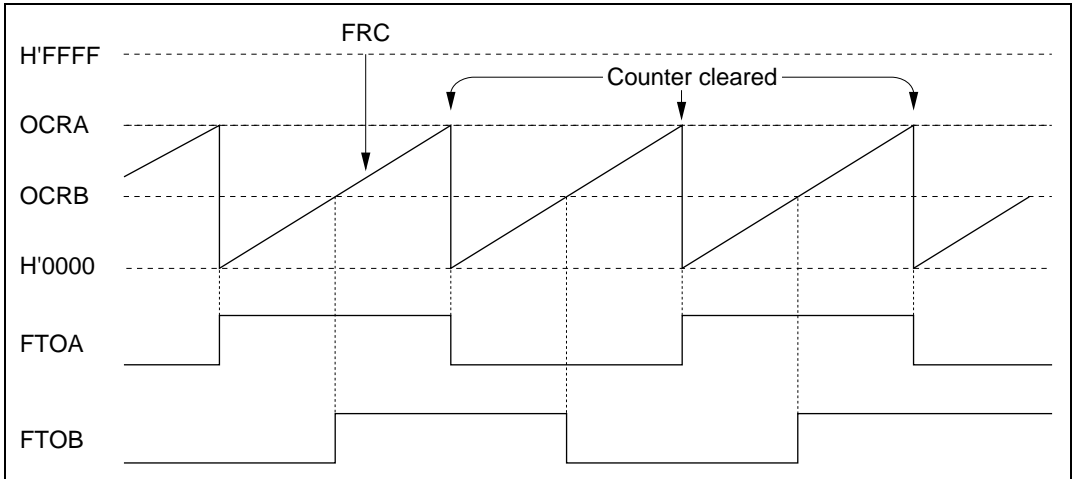 FRC
H'FFFF
Counter cleared
OCRA
OCRB
H'0000
FTOA
FTOB